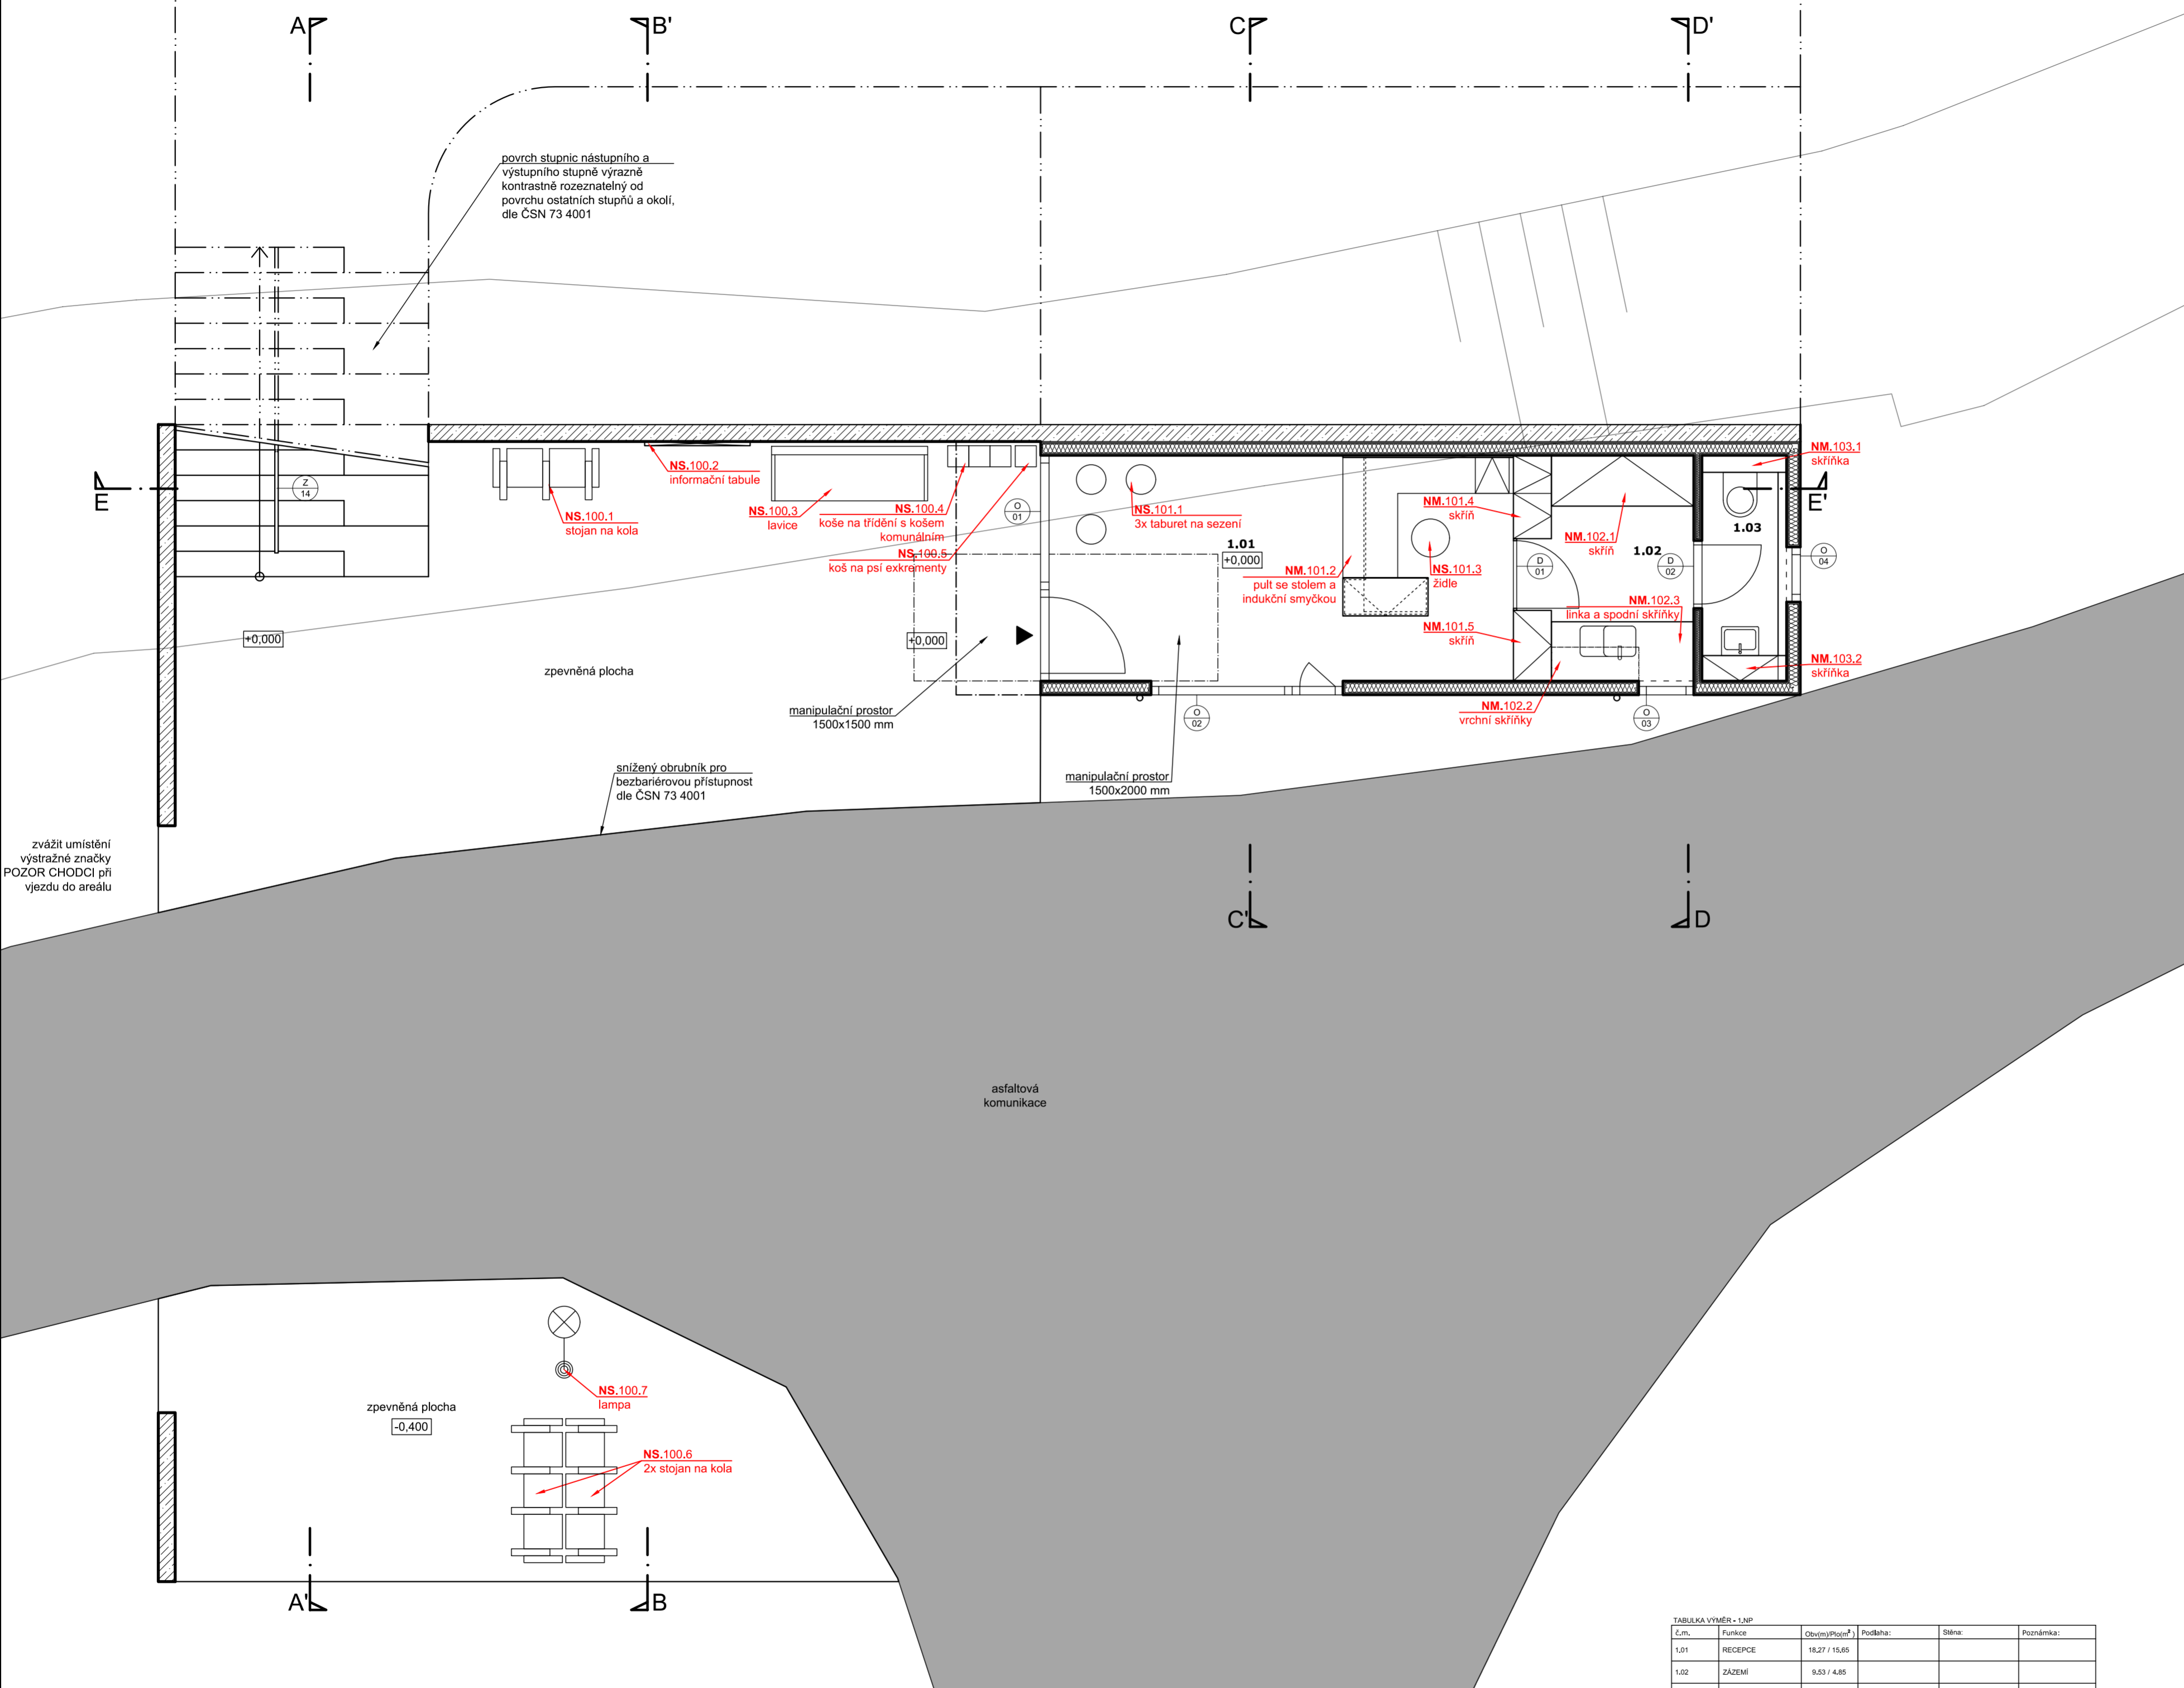 A
B'
C
D'
povrch stupnic nástupního a
výstupního stupně výrazně
kontrastně rozeznatelný od
povrchu ostatních stupňů a okolí,
dle ČSN 73 4001
E
Z
14
NS.100.1
stojan na kola
NS.100.2
informační tabule
NS.100.3
lavice
NS.100.4
koše na třídění s košem
komunálním
NS.100.5
koš na psí exkrementy
O
01
NS.101.1
3x taburet na sezení
1.01
+0,000
NM.101.2
pult se stolem a
indukční smyčkou
NM.101.4
skříň
NS.101.3
židle
NM.101.5
skříň
D
01
NM.102.1
skříň
1.02
D
02
NM.102.3
linka a spodní skříňky
NM.102.2
vrchní skříňky
NM.103.1
skříňka
E'
1.03
O
04
NM.103.2
skříňka
O
02
O
03
+0,000
+0,000
zpevněná plocha
manipulační prostor
1500x1500 mm
snížený obrubník pro
bezbariérovou přístupnost
dle ČSN 73 4001
manipulační prostor
1500x2000 mm
zvážit umístění
výstražné značky
POZOR CHODCI při
vjezdu do areálu
C'
D
asfaltová
komunikace
NS.100.7
lampa
zpevněná plocha
-0,400
NS.100.6
2x stojan na kola
A'
B
TABULKA VÝMĚR - 1.NP
č.m. Funkce Obv(m)/Plo(m²) Podlaha: Stěna: Poznámka:
1.01 RECEPCE 18,27 / 15,65
1.02 ZÁZEMÍ 9,53 / 4,85